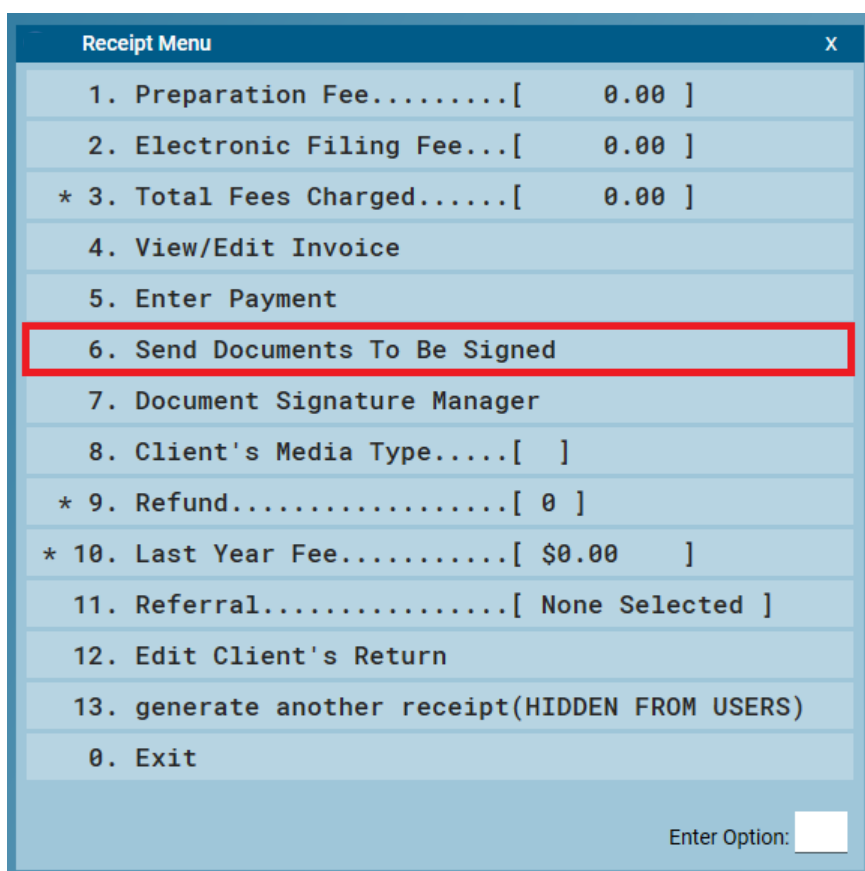 Receipt Menu X
1. Preparation Fee.........[ 0.00 ]
2. Electronic Filing Fee...[ 0.00 ]
* 3. Total Fees Charged......[ 0.00 ]
4. View/Edit Invoice
5. Enter Payment
6. Send Documents To Be Signed
7. Document Signature Manager
8. Client's Media Type.....[ ]
* 9. Refund..................[ 0 ]
* 10. Last Year Fee...........[ $0.00 ]
11. Referral................[ None Selected ]
12. Edit Client's Return
13. generate another receipt(HIDDEN FROM USERS)
0. Exit
Enter Option: